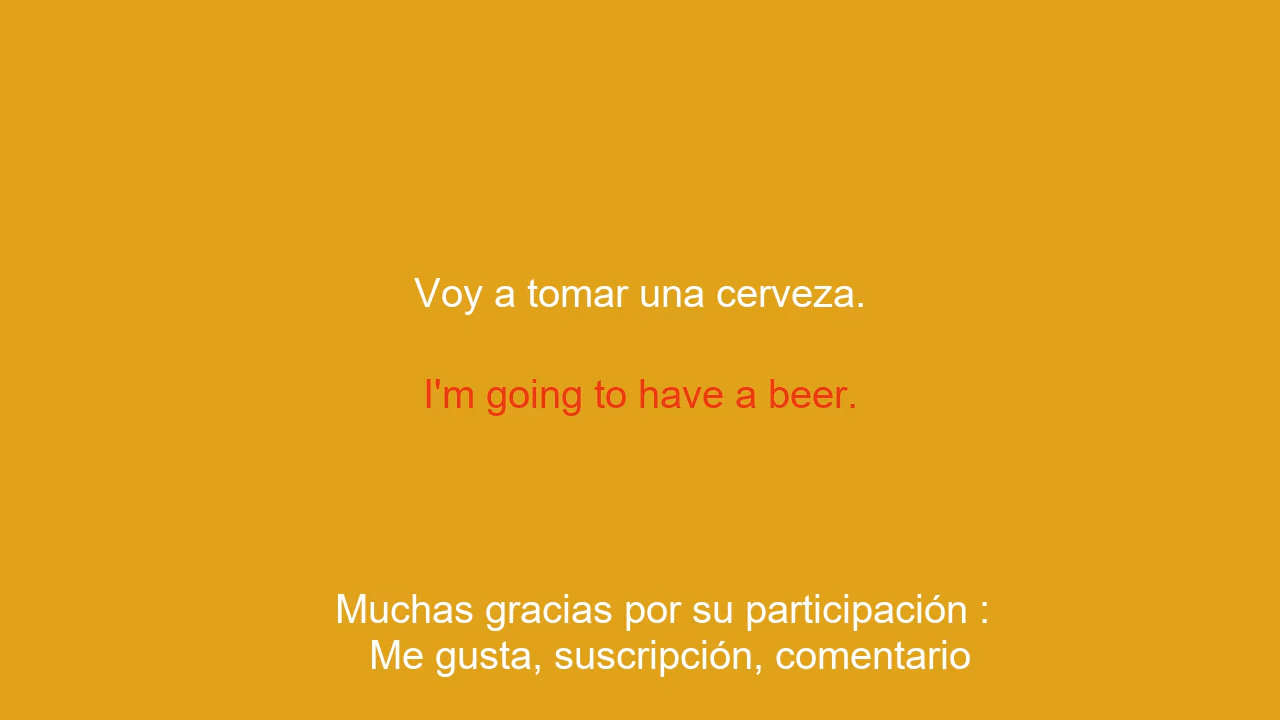 Voy a tomar una cerveza.
I'm going to have a beer.
Muchas gracias por su participación :
Me gusta, suscripción, comentario